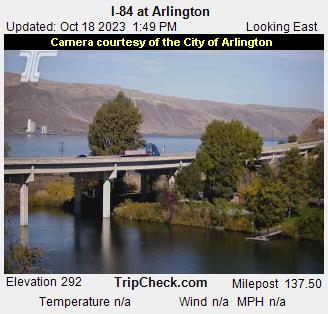 I-84 at Arlington
Updated: Oct 18 2023 1:49 PM Looking East
Camera courtesy of the City of Arlington
Elevation 292 TripCheck.com Milepost 137.50
Temperature n/a Wind n/a MPH n/a